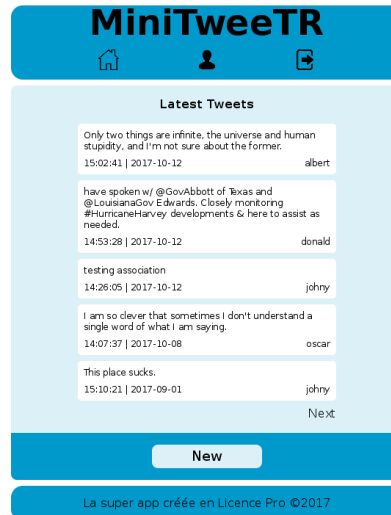 MiniTweeTR
Latest Tweets
Only two things are infinite, the universe and human
stupidity, and I'm not sure about the former.
15:02:41 | 2017-10-12 albert
have spoken w/ @GovAbbott of Texas and
@LouisianaGov Edwards. Closely monitoring
#HurricaneHarvey developments & here to assist as
needed.
14:53:28 | 2017-10-12 donald
testing association
14:26:05 | 2017-10-12 johny
I am so clever that sometimes I don't understand a
single word of what I am saying.
14:07:37 | 2017-10-08 oscar
This place sucks.
15:10:21 | 2017-09-01 johny
Next
New
La super app créée en Licence Pro ©2017